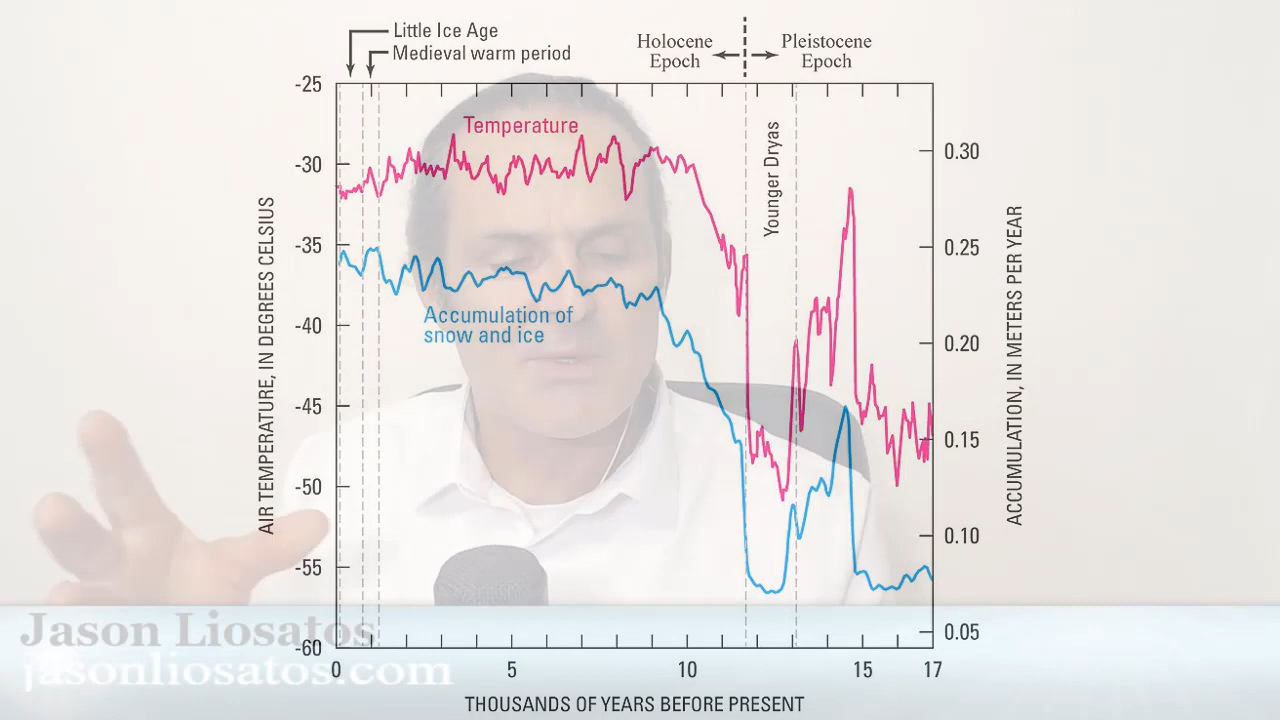 Little Ice Age
Medieval warm period
Holocene
Epoch
Pleistocene
Epoch
-25
-30
-35
-40
-45
-50
-55
-60
AIR TEMPERATURE, IN DEGREES CELSIUS
Temperature
Younger Dryas
Accumulation of
snow and ice
0.30
0.25
0.20
0.15
0.10
0.05
ACCUMULATION, IN METERS PER YEAR
0
5
10
15
17
THOUSANDS OF YEARS BEFORE PRESENT
Jason Liosatos
jasonliosatos.com